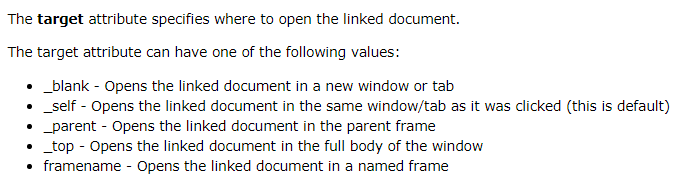 The target attribute specifies where to open the linked document.
The target attribute can have one of the following values:
• _blank - Opens the linked document in a new window or tab
• _self - Opens the linked document in the same window/tab as it was clicked (this is default)
• _parent - Opens the linked document in the parent frame
• _top - Opens the linked document in the full body of the window
• framename - Opens the linked document in a named frame